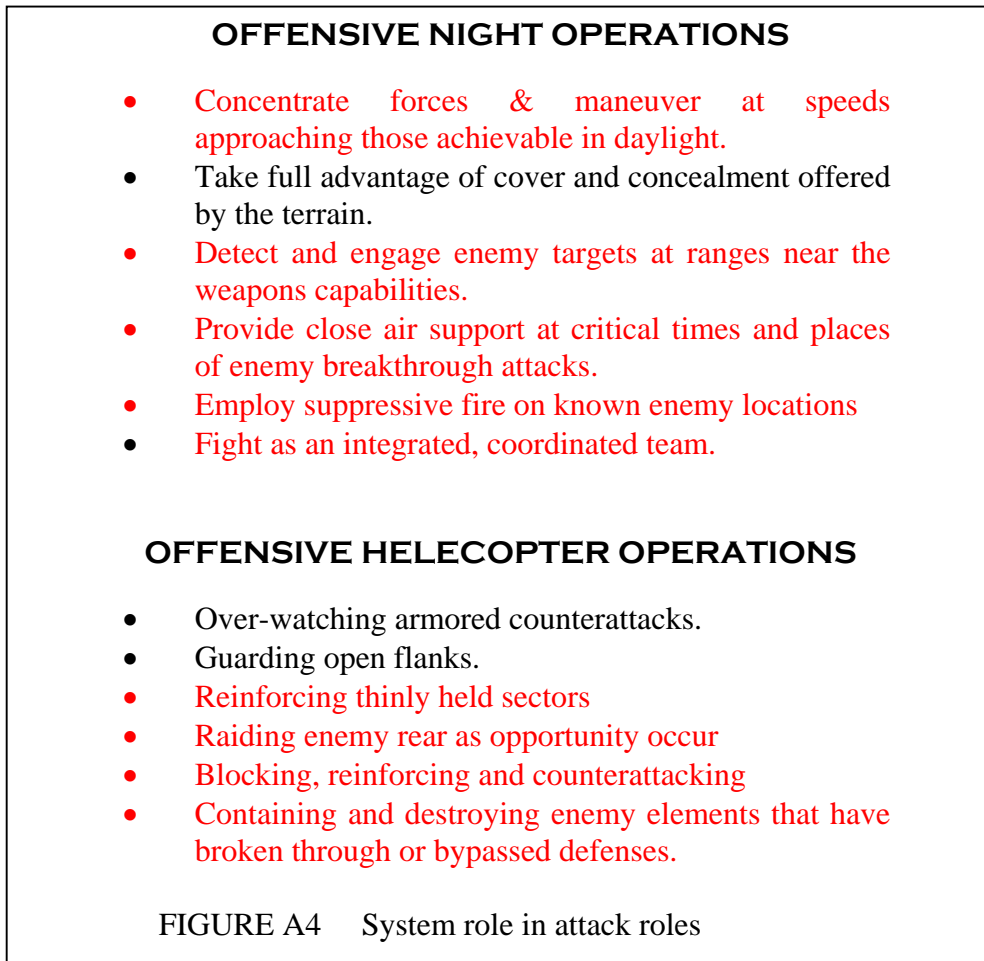 OFFENSIVE NIGHT OPERATIONS
• Concentrate forces & maneuver at speeds
approaching those achievable in daylight.
• Take full advantage of cover and concealment offered
by the terrain.
• Detect and engage enemy targets at ranges near the
weapons capabilities.
• Provide close air support at critical times and places
of enemy breakthrough attacks.
• Employ suppressive fire on known enemy locations
• Fight as an integrated, coordinated team.
OFFENSIVE HELECOPTER OPERATIONS
• Over-watching armored counterattacks.
• Guarding open flanks.
• Reinforcing thinly held sectors
• Raiding enemy rear as opportunity occur
• Blocking, reinforcing and counterattacking
• Containing and destroying enemy elements that have
broken through or bypassed defenses.
FIGURE A4 System role in attack roles